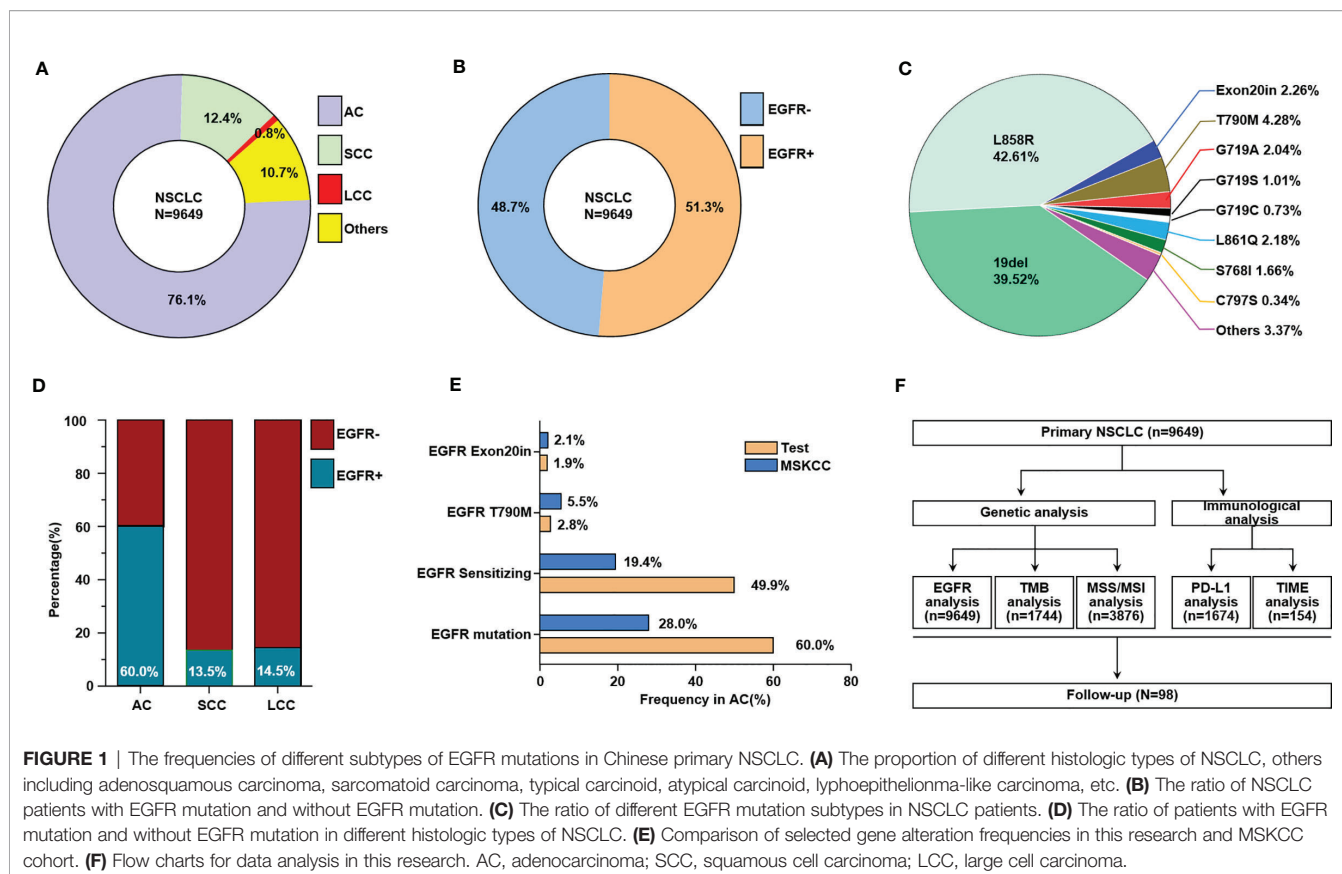 A
12.4%
0.8%
10.7%
76.1%
NSCLC
N=9649
AC
SCC
LCC
Others
B
48.7%
51.3%
NSCLC
N=9649
EGFR-
EGFR+
C
L858R
42.61%
19del
39.52%
Exon20in 2.26%
T790M 4.28%
G719A 2.04%
G719S 1.01%
G719C 0.73%
L861Q 2.18%
S768I 1.66%
C797S 0.34%
Others 3.37%
D
Percentage(%)
100
80
60
40
20
0
60.0%
13.5%
14.5%
AC
SCC
LCC
EGFR-
EGFR+
E
EGFR Exon20in
2.1%
1.9%
EGFR T790M
5.5%
2.8%
EGFR Sensitizing
19.4%
49.9%
EGFR mutation
28.0%
60.0%
0
20
40
60
80
Frequency in AC(%)
Test
MSKCC
F
Primary NSCLC (n=9649)
Genetic analysis
Immunological
analysis
EGFR
analysis
(n=9649)
TMB
analysis
(n=1744)
MSS/MSI
analysis
(n=3876)
PD-L1
analysis
(n=1674)
TIME
analysis
(n=154)
Follow-up (N=98)
FIGURE 1 | The frequencies of different subtypes of EGFR mutations in Chinese primary NSCLC. (A) The proportion of different histologic types of NSCLC, others
including adenosquamous carcinoma, sarcomatoid carcinoma, typical carcinoid, atypical carcinoid, lyphoepithelionma-like carcinoma, etc. (B) The ratio of NSCLC
patients with EGFR mutation and without EGFR mutation. (C) The ratio of different EGFR mutation subtypes in NSCLC patients. (D) The ratio of patients with EGFR
mutation and without EGFR mutation in different histologic types of NSCLC. (E) Comparison of selected gene alteration frequencies in this research and MSKCC
cohort. (F) Flow charts for data analysis in this research. AC, adenocarcinoma; SCC, squamous cell carcinoma; LCC, large cell carcinoma.